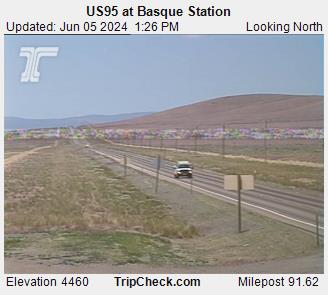 US95 at Basque Station
Updated: Jun 05 2024 1:26 PM Looking North
Elevation 4460 TripCheck.com Milepost 91.62